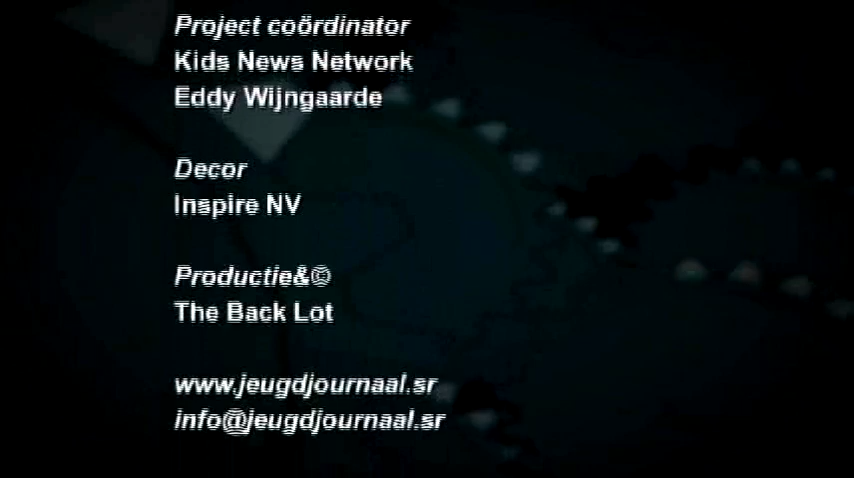 Project coördinator
Kids News Network
Eddy Wijngaarde
Decor
Inspire NV
Productie&©
The Back Lot
www.jeugdjournaal.sr
info@jeugdjournaal.sr